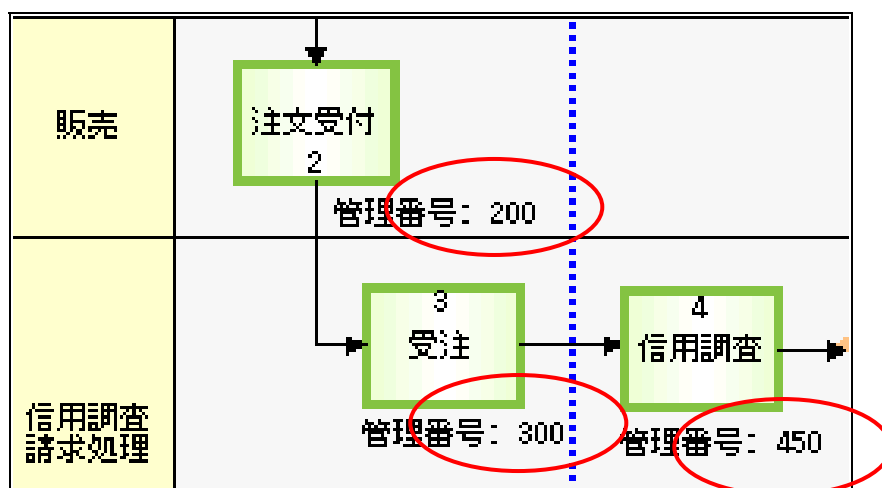 販売
注文受付
2
管理番号: 200
3
受注
4
信用調査
管理番号: 300
管理番号: 450
信用調査
請求処理